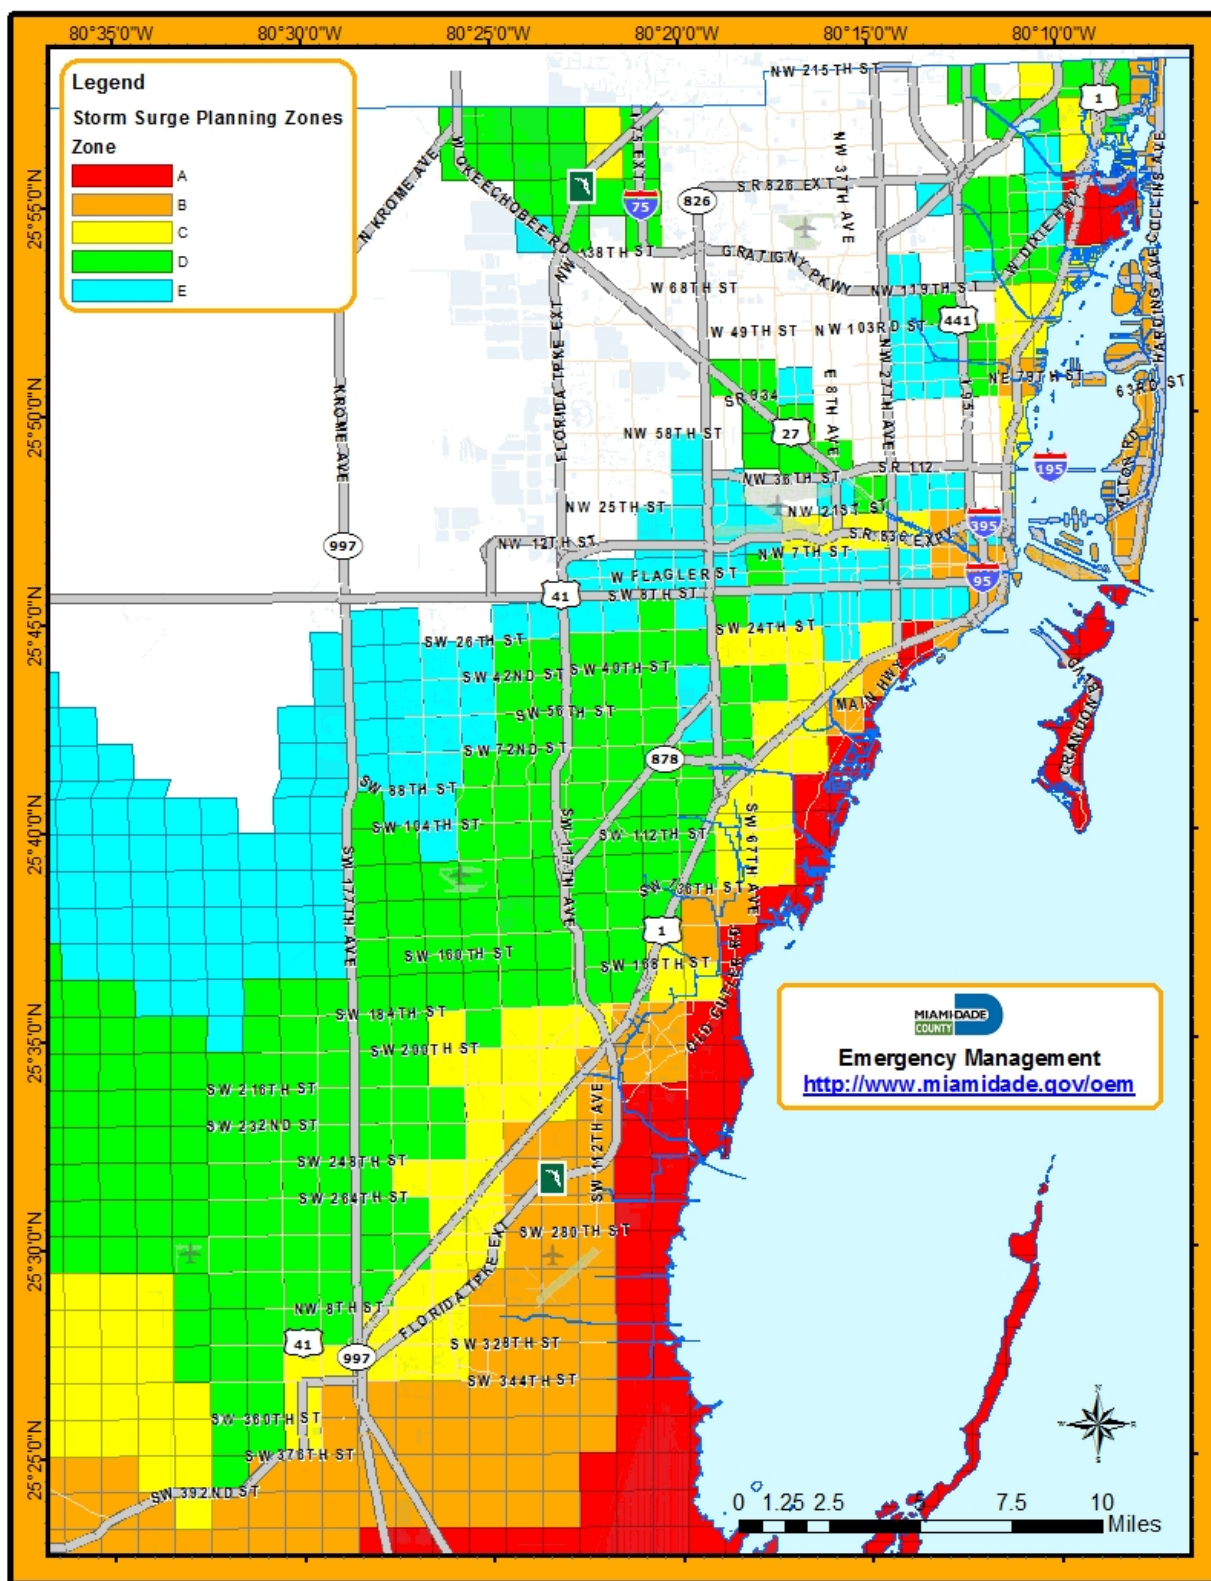 80°35'0"W
80°30'0"W
80°25'0"W
80°20'0"W
80°15'0"W
80°10'0"W
Legend
Storm Surge Planning Zones
Zone
A
B
C
D
E
25°55'0"N
25°50'0"N
25°45'0"N
25°40'0"N
25°35'0"N
25°30'0"N
25°25'0"N
NW 215TH ST
1
N KROME AVE
W OKEECHOBEE RD
I 75 EXT
75
NW 37TH AVE
SR 826 EXT
826
W DIXIE HWY
COLLINS AVE
HARDING AVE
NW 138TH ST
GRATIGNY PKWY
NW 119TH ST
W 68TH ST
441
W 49TH ST
NW 103RD ST
FLORIDA TPKE EXT
NW 27TH AVE
E 8TH AVE
I 95
NE 79TH ST
63RD ST
SR 934
27
KROME AVE
NW 58TH ST
ALTON RD
SR 112
195
NW 36TH ST
NW 25TH ST
NW 21ST ST
395
SR 836 EXPY
997
NW 12TH ST
NW 7TH ST
W FLAGLER ST
95
41
SW 8TH ST
SW 26TH ST
SW 24TH ST
SW 42ND ST
SW 40TH ST
MAIN HWY
CRANDON BLVD
SW 56TH ST
SW 72ND ST
878
SW 88TH ST
SW 104TH ST
SW 112TH ST
SW 67TH AVE
SW 117TH AVE
SW 177TH AVE
SW 136TH ST
1
SW 160TH ST
SW 168TH ST
OLD CUTLER RD
SW 184TH ST
SW 200TH ST
SW 216TH ST
SW 232ND ST
SW 112TH AVE
SW 248TH ST
SW 264TH ST
SW 280TH ST
FLORIDA TPKE EXT
NW 8TH ST
41
997
SW 328TH ST
SW 344TH ST
SW 360TH ST
SW 376TH ST
SW 392ND ST
MIAMI-DADE
COUNTY
Emergency Management
http://www.miamidade.gov/oem
N
W
E
S
0 1.25 2.5 5 7.5 10
Miles